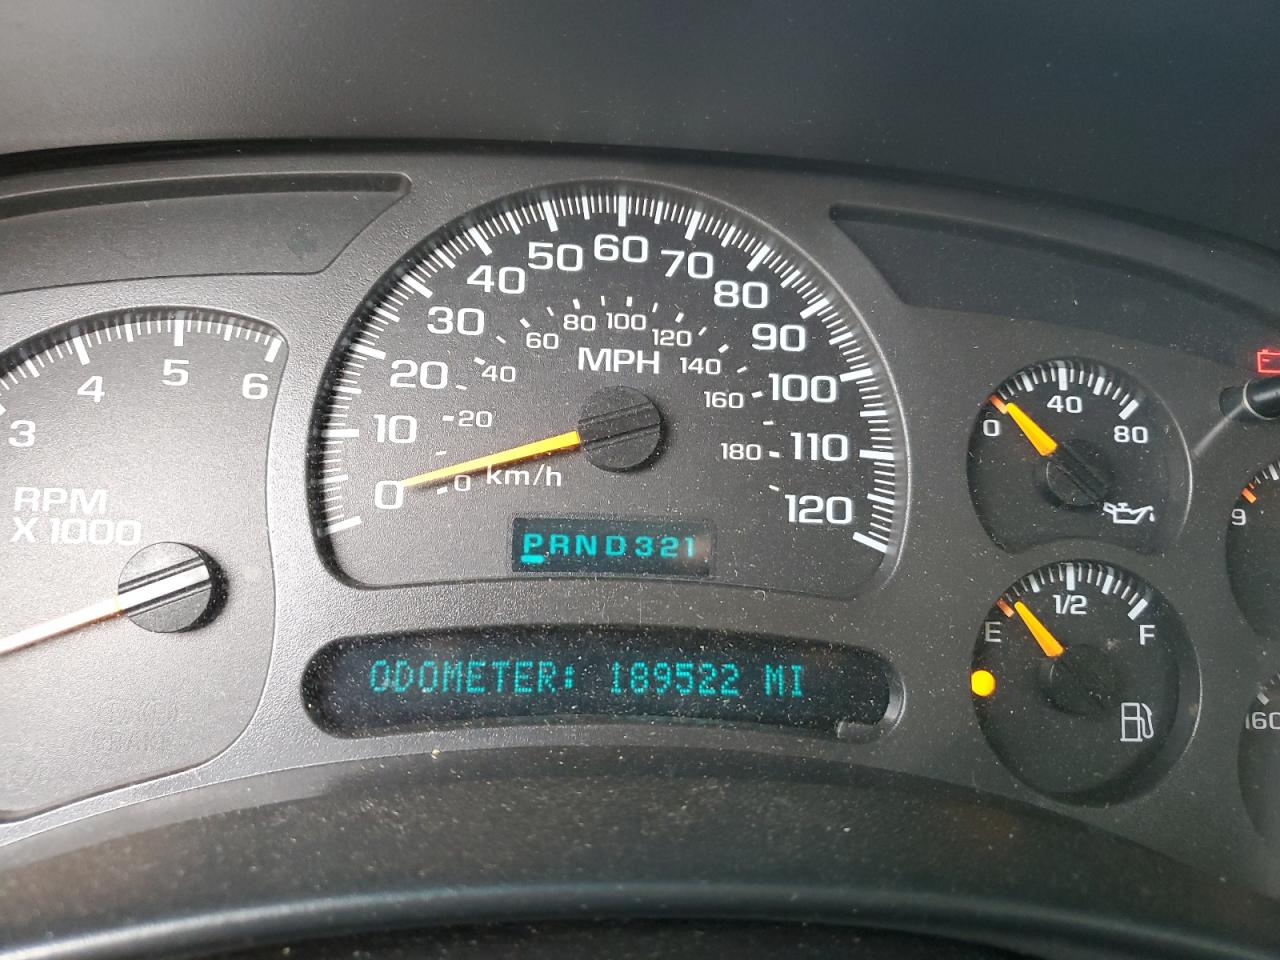 3 4 5 6
RPM
X 1000
0 10 20 30 40 50 60 70 80 90 100 110 120
0 20 40 60 80 100 120 140 160 180
MPH
km/h
PRND321
ODOMETER: 189522 MI
0 40 80
E 1/2 F
9
160